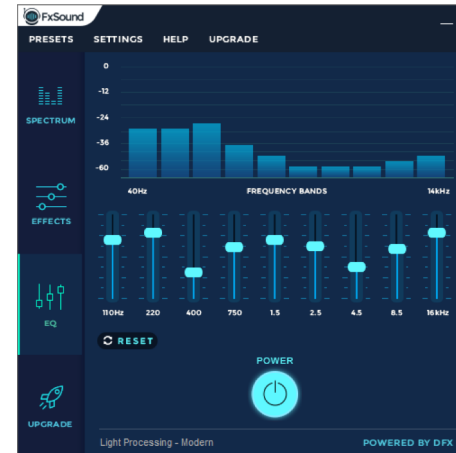 FxSound
PRESETS SETTINGS HELP UPGRADE
0
-12
-24
-36
-60
40Hz FREQUENCY BANDS 14kHz
SPECTRUM
EFFECTS
EQ
UPGRADE
110Hz 220 400 750 1.5 2.5 4.5 8.5 16kHz
RESET
POWER
Light Processing - Modern POWERED BY DFX